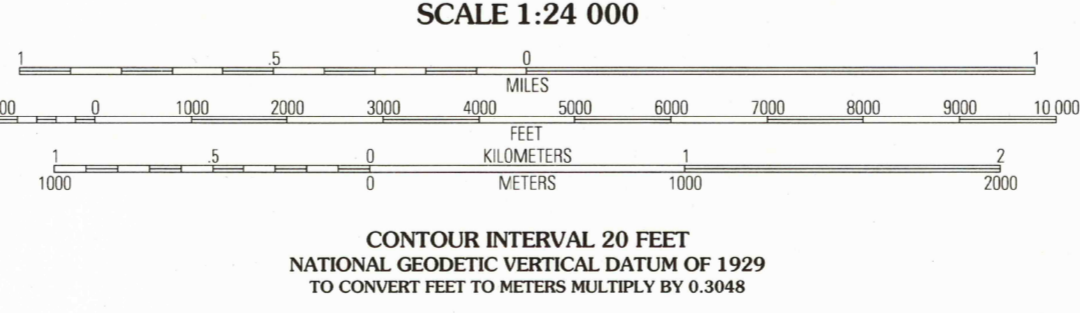 SCALE 1:24 000
1 .5 0 1
MILES
0 1000 2000 3000 4000 5000 6000 7000 8000 9000 10 000
FEET
1 .5 0 KILOMETERS 1 2
1000 0 METERS 1000 2000
CONTOUR INTERVAL 20 FEET
NATIONAL GEODETIC VERTICAL DATUM OF 1929
TO CONVERT FEET TO METERS MULTIPLY BY 0.3048